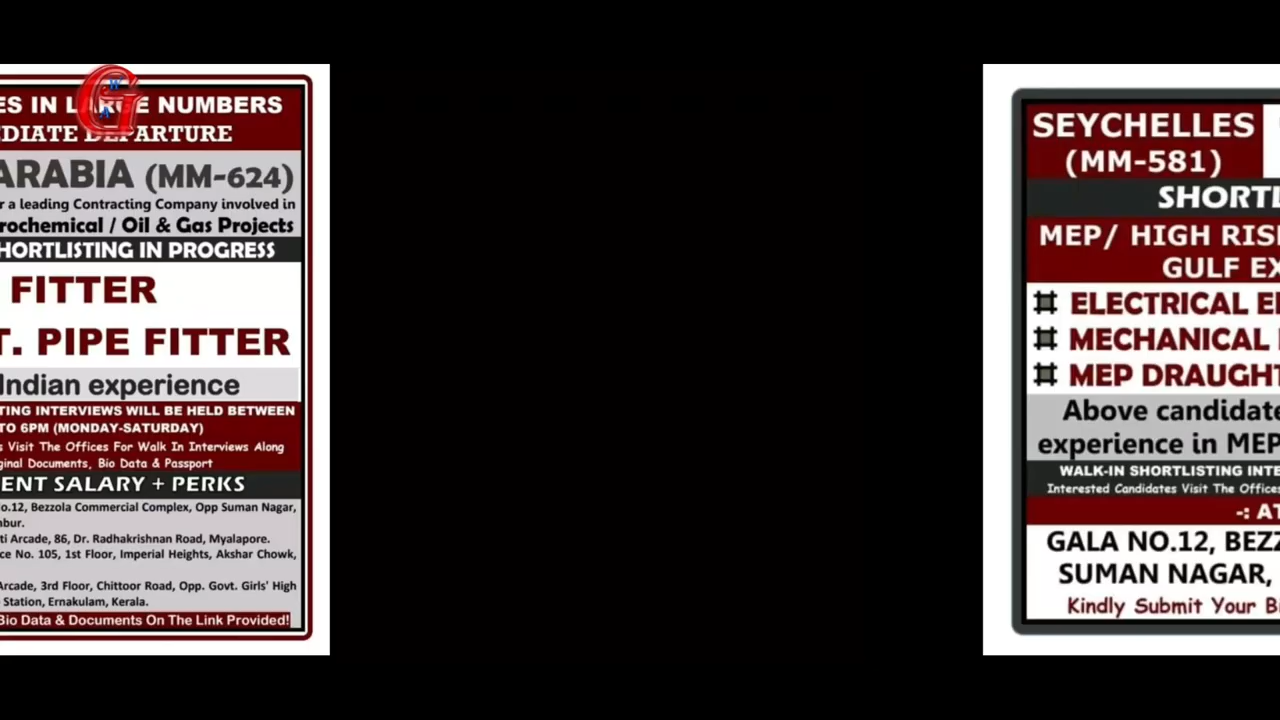 ES IN LARGE NUMBERS
EDIATE DEPARTURE
ARABIA (MM-624)
r a leading Contracting Company involved in
rochemical / Oil & Gas Projects
HORTLISTING IN PROGRESS
FITTER
T. PIPE FITTER
Indian experience
TING INTERVIEWS WILL BE HELD BETWEEN
TO 6PM (MONDAY-SATURDAY)
s Visit The Offices For Walk In Interviews Along
ginal Documents, Bio Data & Passport
ENT SALARY + PERKS
o.12, Bezzola Commercial Complex, Opp Suman Nagar,
mbur.
ti Arcade, 86, Dr. Radhakrishnan Road, Myalapore.
ce No. 105, 1st Floor, Imperial Heights, Akshar Chowk,
Arcade, 3rd Floor, Chittoor Road, Opp. Govt. Girls' High
Station, Ernakulam, Kerala.
Bio Data & Documents On The Link Provided!
SEYCHELLES
(MM-581)
SHORTL
MEP/ HIGH RIS
GULF EX
ELECTRICAL E
MECHANICAL
MEP DRAUGHT
Above candidate
experience in MEP
WALK-IN SHORTLISTING INTE
Interested Candidates Visit The Offices
-: AT
GALA NO.12, BEZZ
SUMAN NAGAR,
Kindly Submit Your Bi